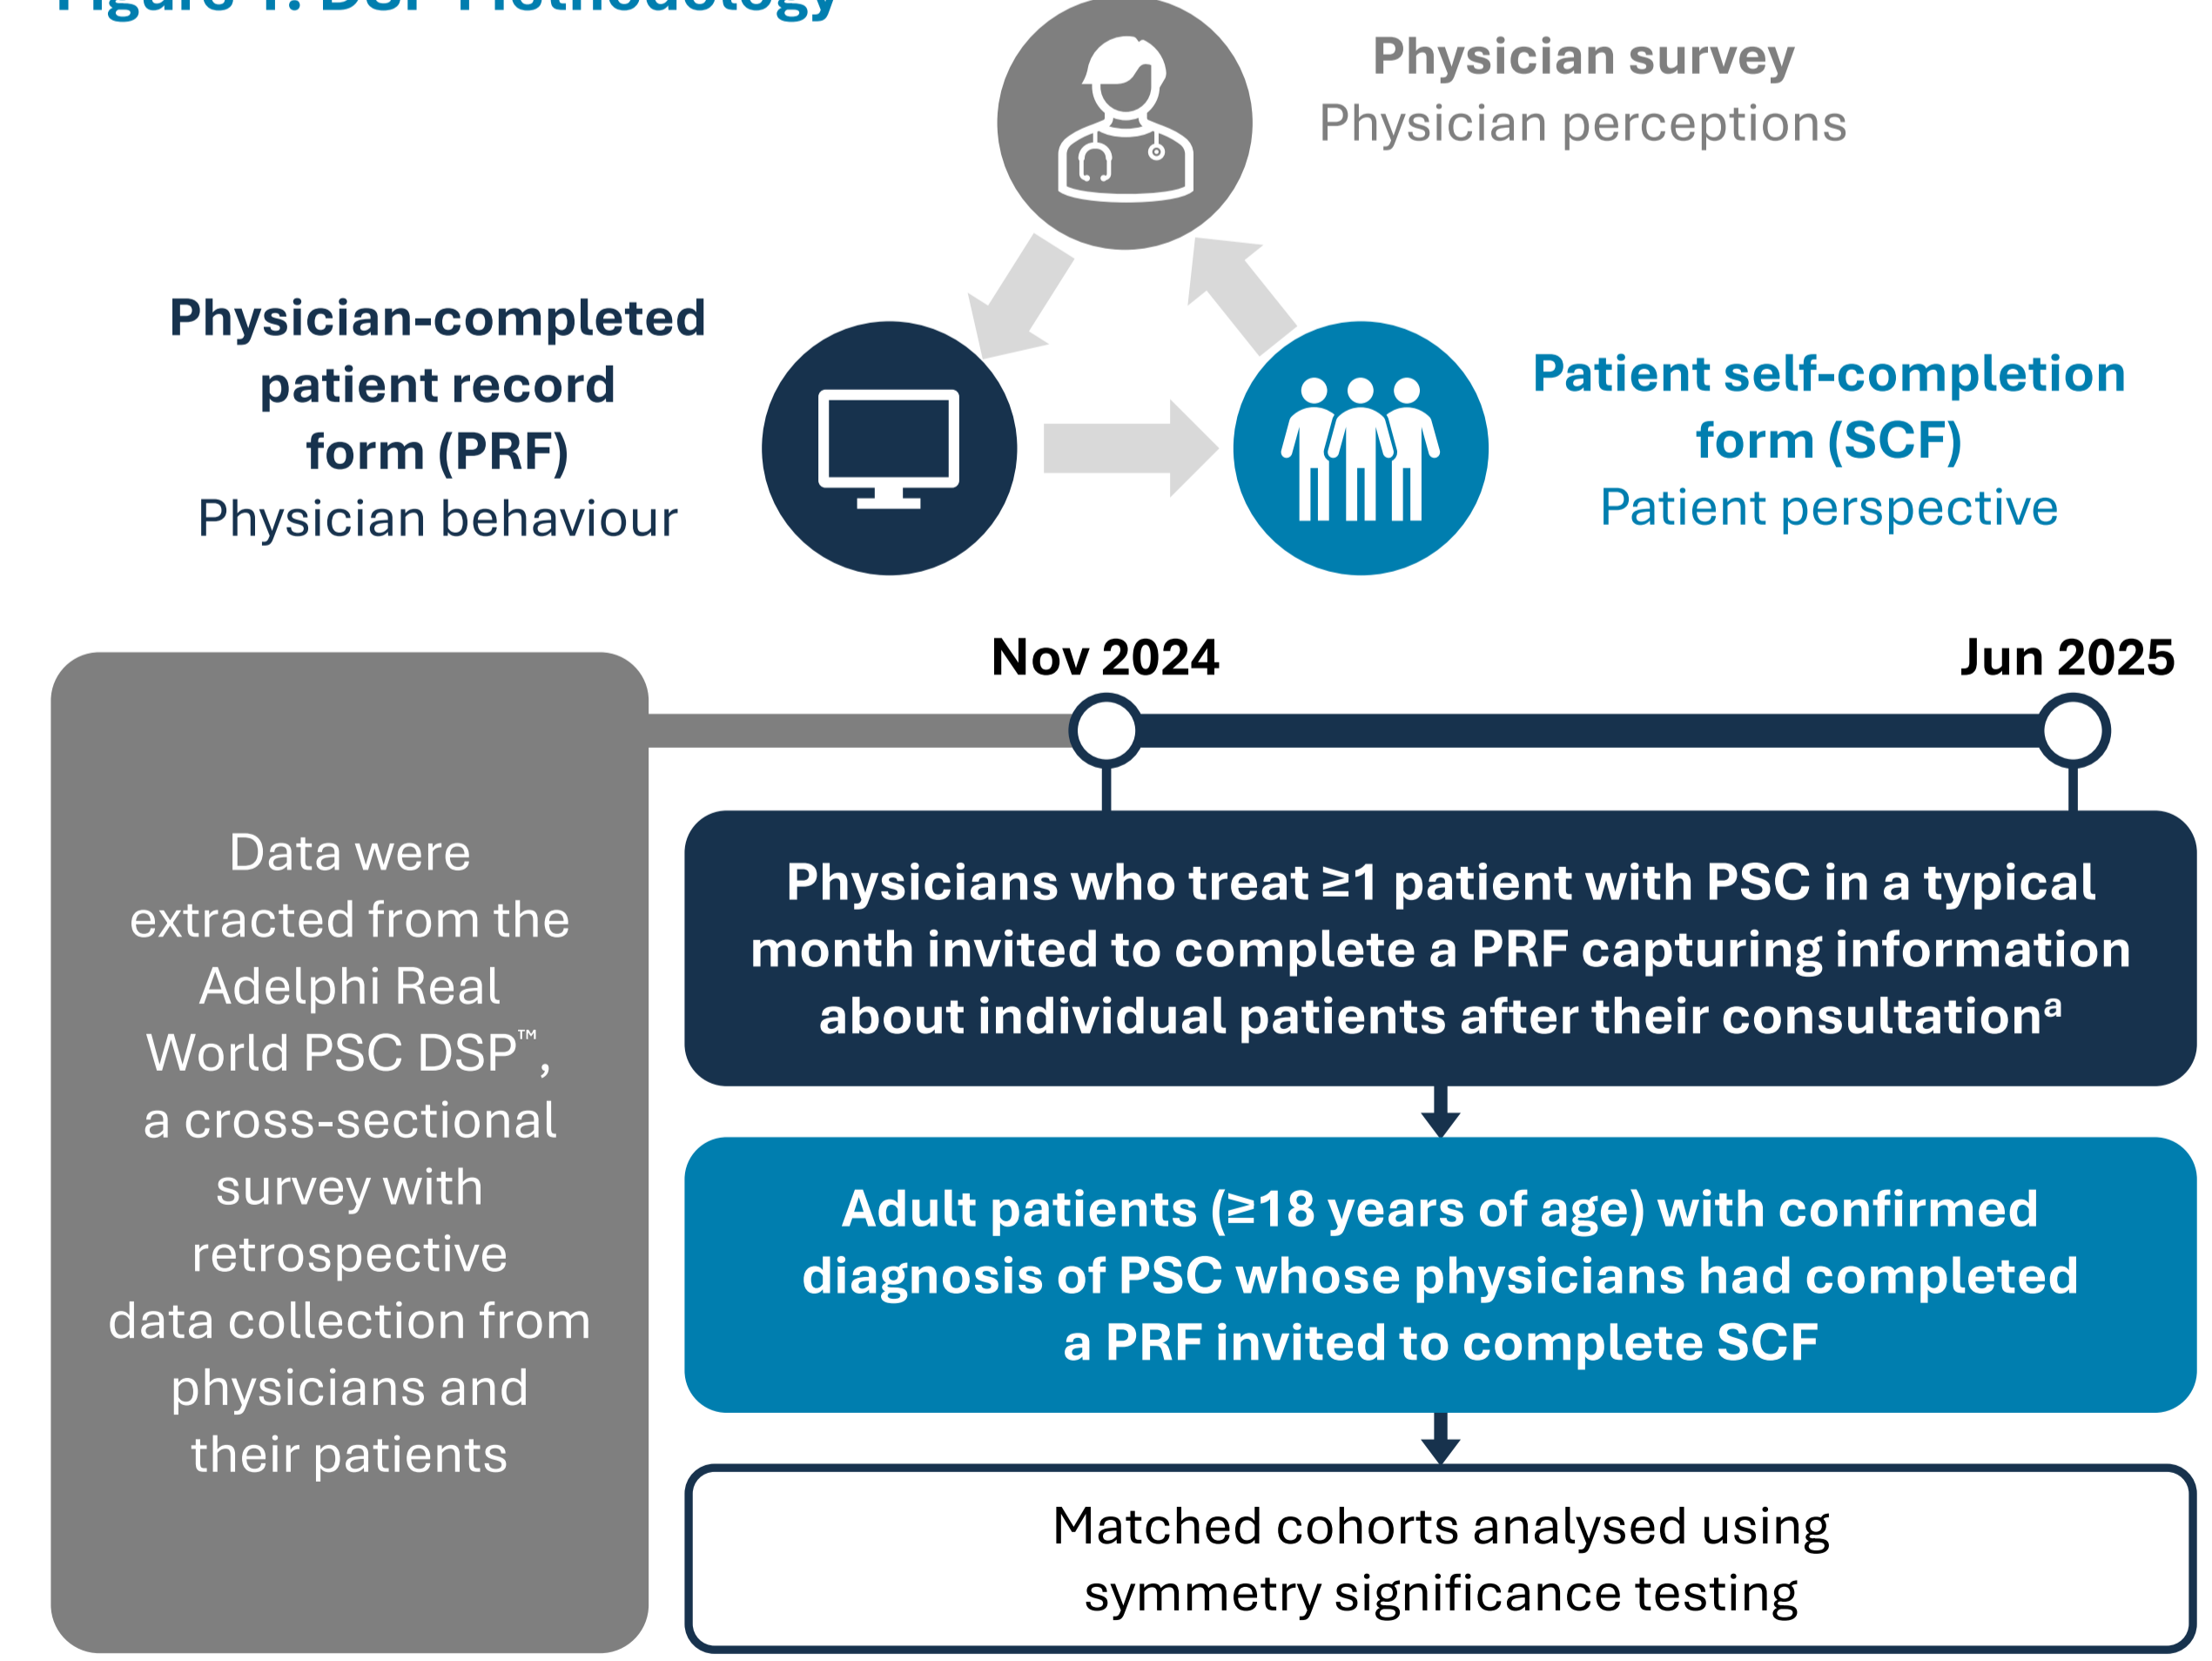 Figure 1. DSP Methodology
Physician survey
Physician perceptions
Physician-completed
patient record
form (PRF)
Physician behaviour
Patient self-completion
form (SCF)
Patient perspective
Nov 2024
Jun 2025
Data were
extracted from the
Adelphi Real
World PSC DSP™,
a cross-sectional
survey with
retrospective
data collection from
physicians and
their patients
Physicians who treat ≥1 patient with PSC in a typical
month invited to complete a PRF capturing information
about individual patients after their consultationᵃ
Adult patients (≥18 years of age) with confirmed
diagnosis of PSC whose physicians had completed
a PRF invited to complete SCF
Matched cohorts analysed using
symmetry significance testing